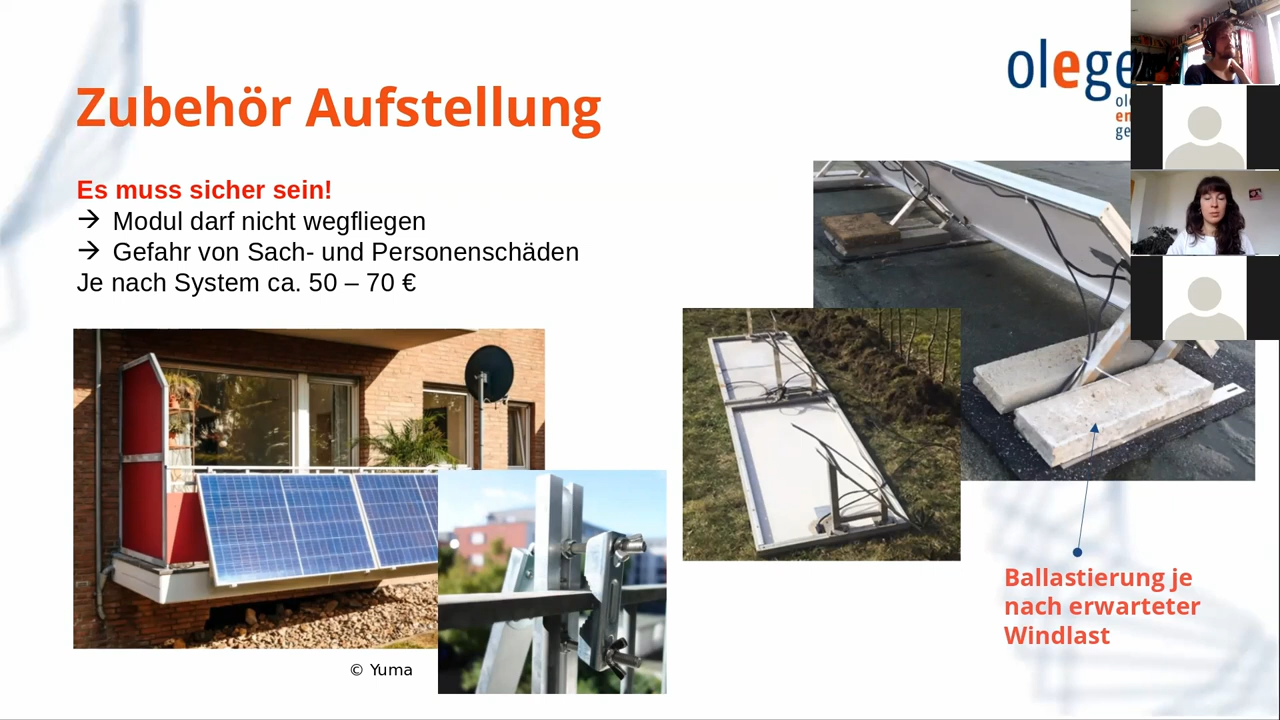 Zubehör Aufstellung
Es muss sicher sein!
→ Modul darf nicht wegfliegen
→ Gefahr von Sach- und Personenschäden
Je nach System ca. 50 – 70 €
© Yuma
Ballastierung je
nach erwarteter
Windlast